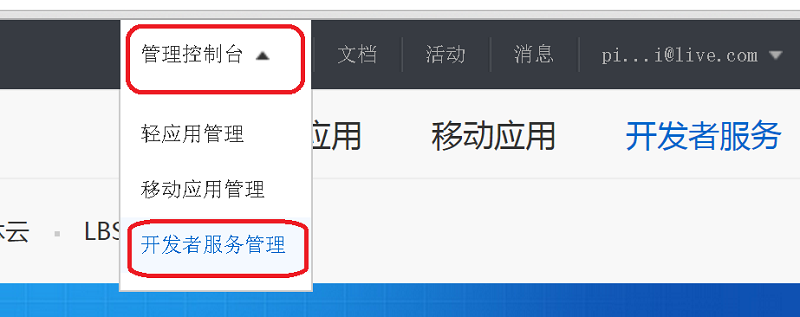 管理控制台 文档 活动 消息 pi...i@live.com
轻应用管理 应用 移动应用 开发者服务
移动应用管理
云 LBS
开发者服务管理